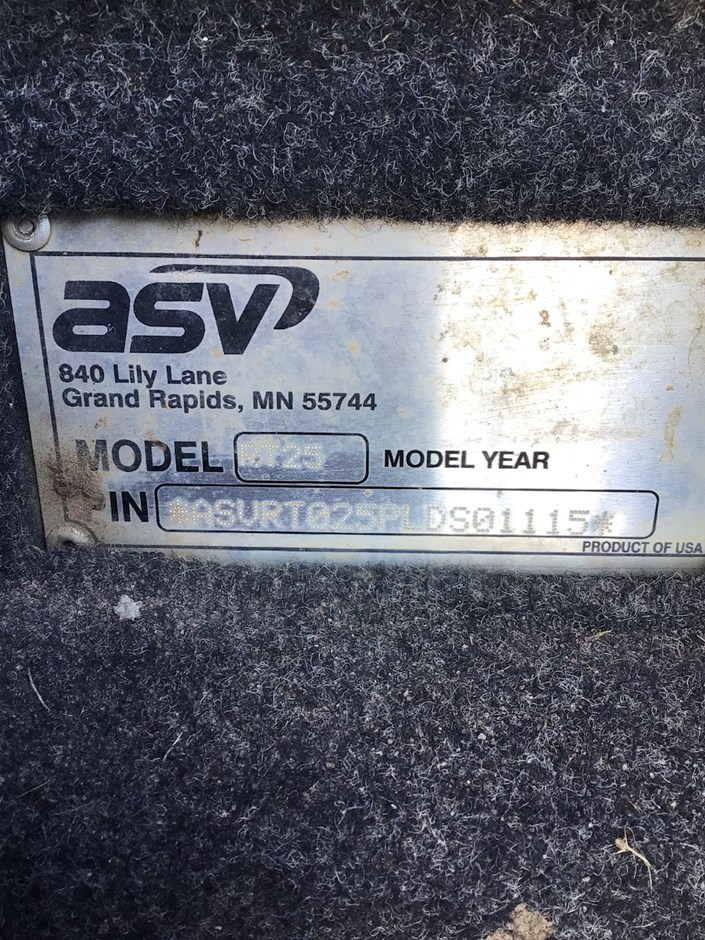 asv
840 Lily Lane
Grand Rapids, MN 55744
MODEL RT25 MODEL YEAR
PIN *ASVRT025PLDS01115*
PRODUCT OF USA